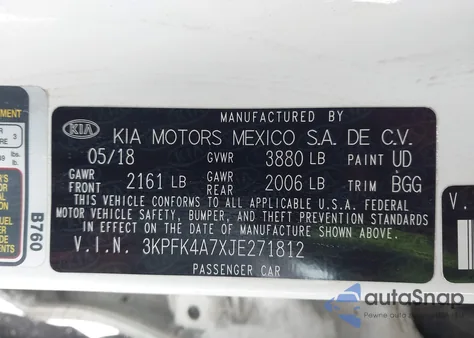 MANUFACTURED BY
KIA KIA MOTORS MEXICO S.A. DE C.V.
05/18 GVWR 3880 LB PAINT UD
GAWR FRONT 2161 LB GAWR REAR 2006 LB TRIM BGG
THIS VEHICLE CONFORMS TO ALL APPLICABLE U.S.A. FEDERAL
MOTOR VEHICLE SAFETY, BUMPER, AND THEFT PREVENTION STANDARDS
IN EFFECT ON THE DATE OF MANUFACTURE SHOWN ABOVE.
V.I.N. 3KPFK4A7XJE271812
PASSENGER CAR
B760
V.
autoSnap